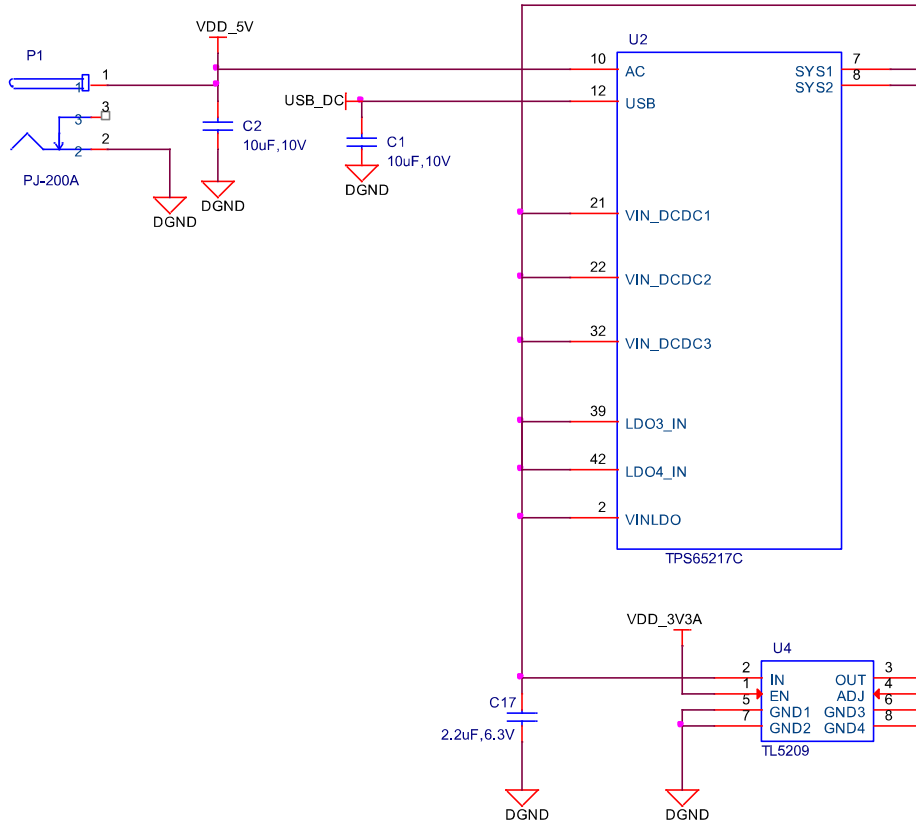 VDD_5V
P1
1
1
3
3
2
2
PJ-200A
DGND
C2
10uF,10V
DGND
USB_DC
C1
10uF,10V
DGND
U2
10
AC
12
USB
SYS1
7
SYS2
8
21
VIN_DCDC1
22
VIN_DCDC2
32
VIN_DCDC3
39
LDO3_IN
42
LDO4_IN
2
VINLDO
TPS65217C
VDD_3V3A
U4
2
IN
OUT
3
1
EN
ADJ
4
5
GND1
GND3
6
7
GND2
GND4
8
TL5209
C17
2.2uF,6.3V
DGND
DGND